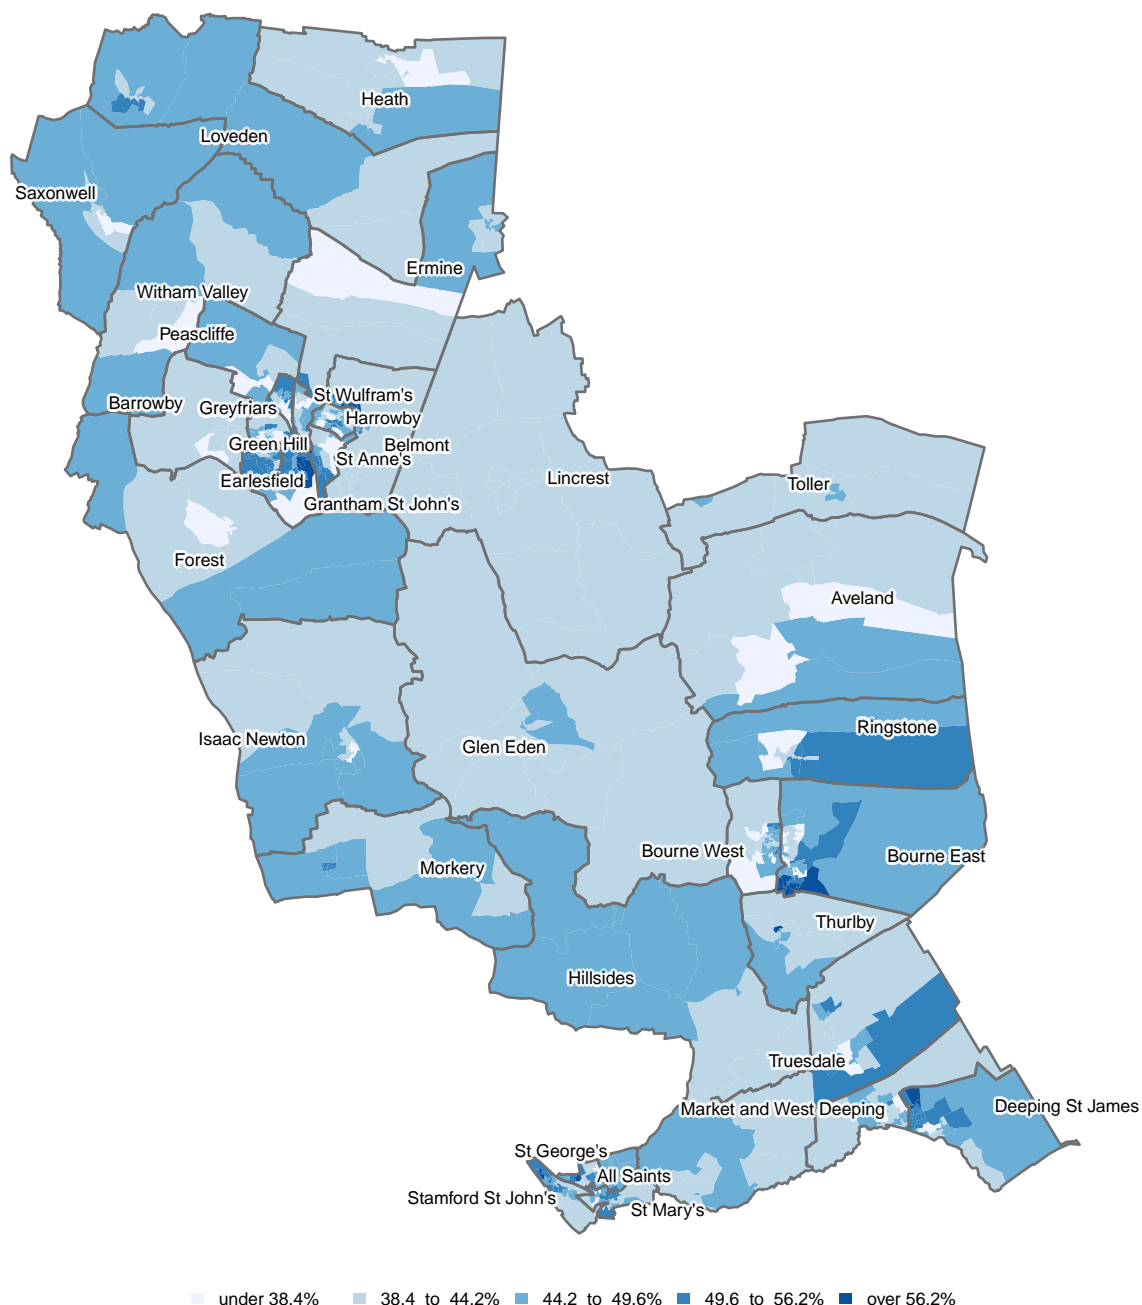 Heath
Loveden
Saxonwell
Ermine
Witham Valley
Peascliffe
Barrowby
Greyfriars
St Wulfram's
Harrowby
Green Hill
Belmont
St Anne's
Earlesfield
Lincrest
Toller
Grantham St John's
Forest
Aveland
Isaac Newton
Glen Eden
Ringstone
Bourne West
Bourne East
Morkery
Thurlby
Hillsides
Truesdale
Market and West Deeping
Deeping St James
St George's
All Saints
Stamford St John's
St Mary's
under 38.4% 38.4 to 44.2% 44.2 to 49.6% 49.6 to 56.2% over 56.2%